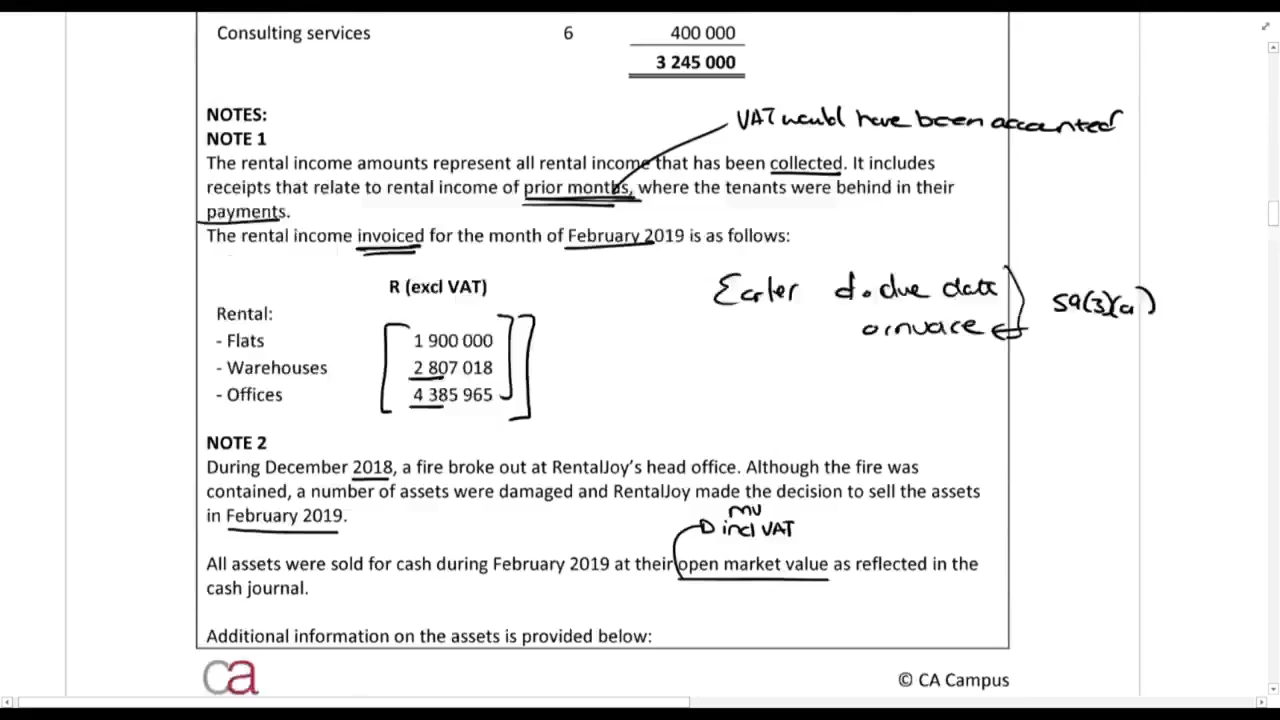 Consulting services 6 400 000
3 245 000
NOTES:
VAT would have been accounted
NOTE 1
The rental income amounts represent all rental income that has been collected. It includes
receipts that relate to rental income of prior months, where the tenants were behind in their
payments.
The rental income invoiced for the month of February 2019 is as follows:
R (excl VAT)
Earlier of. due date
or invoice
S9(3)(a)
Rental:
- Flats 1 900 000
- Warehouses 2 807 018
- Offices 4 385 965
NOTE 2
During December 2018, a fire broke out at RentalJoy's head office. Although the fire was
contained, a number of assets were damaged and RentalJoy made the decision to sell the assets
in February 2019.
mv
incl VAT
All assets were sold for cash during February 2019 at their open market value as reflected in the
cash journal.
Additional information on the assets is provided below:
ca
© CA Campus